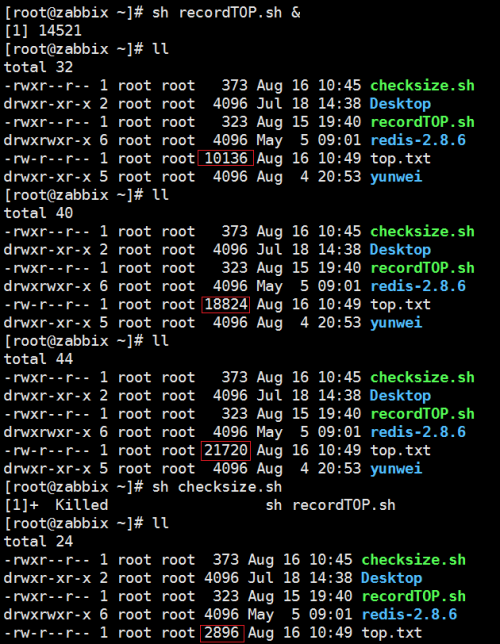 [root@zabbix ~]# sh recordTOP.sh &
[1] 14521
[root@zabbix ~]# ll
total 32
-rwxr--r-- 1 root root   373 Aug 16 10:45 checksize.sh
drwxr-xr-x 2 root root  4096 Jul 18 14:38 Desktop
-rwxr--r-- 1 root root   323 Aug 15 19:40 recordTOP.sh
drwxrwxr-x 6 root root  4096 May  5 09:01 redis-2.8.6
-rw-r--r-- 1 root root 10136 Aug 16 10:49 top.txt
drwxr-xr-x 5 root root  4096 Aug  4 20:53 yunwei
[root@zabbix ~]# ll
total 40
-rwxr--r-- 1 root root   373 Aug 16 10:45 checksize.sh
drwxr-xr-x 2 root root  4096 Jul 18 14:38 Desktop
-rwxr--r-- 1 root root   323 Aug 15 19:40 recordTOP.sh
drwxrwxr-x 6 root root  4096 May  5 09:01 redis-2.8.6
-rw-r--r-- 1 root root 18824 Aug 16 10:49 top.txt
drwxr-xr-x 5 root root  4096 Aug  4 20:53 yunwei
[root@zabbix ~]# ll
total 44
-rwxr--r-- 1 root root   373 Aug 16 10:45 checksize.sh
drwxr-xr-x 2 root root  4096 Jul 18 14:38 Desktop
-rwxr--r-- 1 root root   323 Aug 15 19:40 recordTOP.sh
drwxrwxr-x 6 root root  4096 May  5 09:01 redis-2.8.6
-rw-r--r-- 1 root root 21720 Aug 16 10:49 top.txt
drwxr-xr-x 5 root root  4096 Aug  4 20:53 yunwei
[root@zabbix ~]# sh checksize.sh
[1]+  Killed                  sh recordTOP.sh
[root@zabbix ~]# ll
total 24
-rwxr--r-- 1 root root  373 Aug 16 10:45 checksize.sh
drwxr-xr-x 2 root root 4096 Jul 18 14:38 Desktop
-rwxr--r-- 1 root root  323 Aug 15 19:40 recordTOP.sh
drwxrwxr-x 6 root root 4096 May  5 09:01 redis-2.8.6
-rw-r--r-- 1 root root 2896 Aug 16 10:49 top.txt